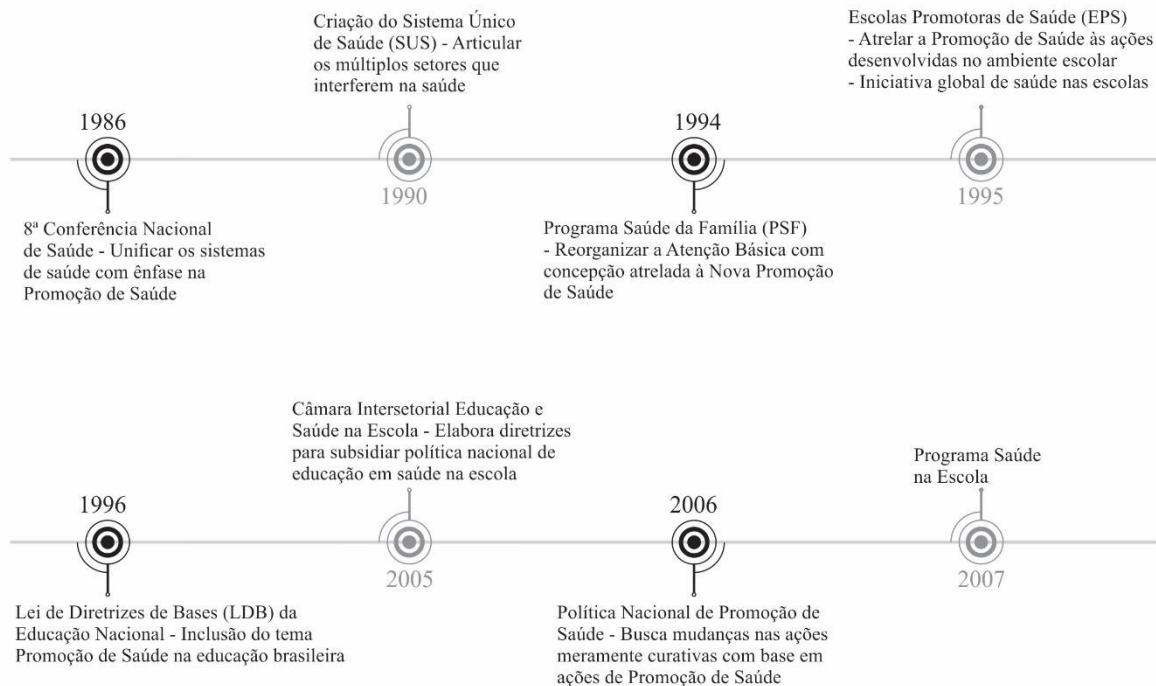 1986
8ª Conferência Nacional
de Saúde - Unificar os sistemas
de saúde com ênfase na
Promoção de Saúde
Criação do Sistema Único
de Saúde (SUS) - Articular
os múltiplos setores que
interferem na saúde
1990
1994
Programa Saúde da Família (PSF)
- Reorganizar a Atenção Básica com
concepção atrelada à Nova Promoção
de Saúde
Escolas Promotoras de Saúde (EPS)
- Atrelar a Promoção de Saúde às ações
desenvolvidas no ambiente escolar
- Iniciativa global de saúde nas escolas
1995
1996
Lei de Diretrizes de Bases (LDB) da
Educação Nacional - Inclusão do tema
Promoção de Saúde na educação brasileira
Câmara Intersetorial Educação e
Saúde na Escola - Elabora diretrizes
para subsidiar política nacional de
educação em saúde na escola
2005
2006
Política Nacional de Promoção de
Saúde - Busca mudanças nas ações
meramente curativas com base em
ações de Promoção de Saúde
Programa Saúde
na Escola
2007